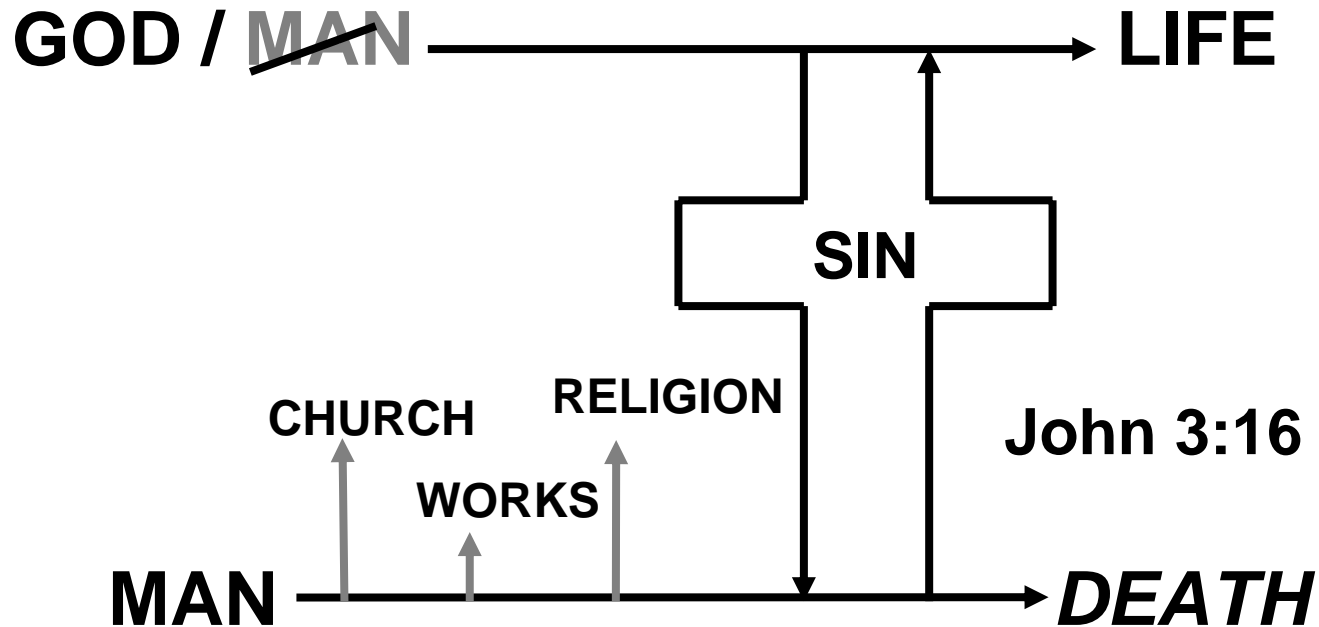 GOD / MAN LIFE
SIN
RELIGION
CHURCH
John 3:16
WORKS
MAN DEATH